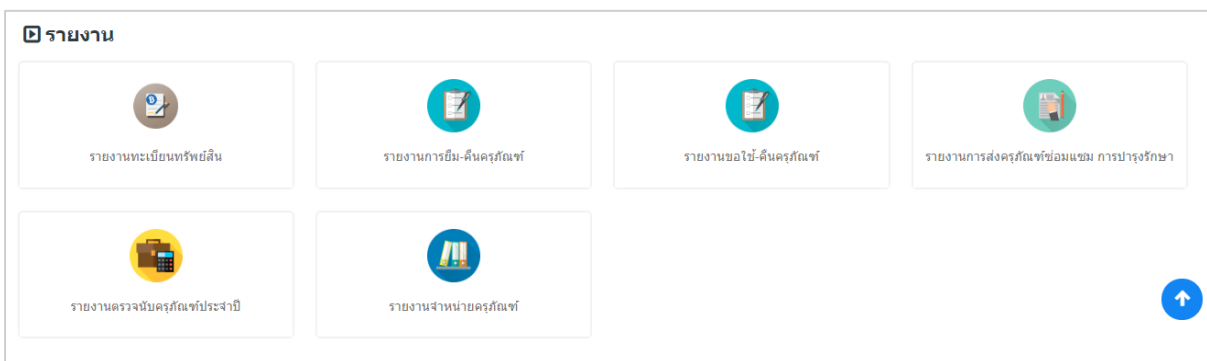 รายงาน
รายงานทะเบียนทรัพย์สิน
รายงานการยืม-คืนครุภัณฑ์
รายงานขอใช้-คืนครุภัณฑ์
รายงานการส่งครุภัณฑ์ซ่อมแซม การบำรุงรักษา
รายงานตรวจนับครุภัณฑ์ประจำปี
รายงานจำหน่ายครุภัณฑ์